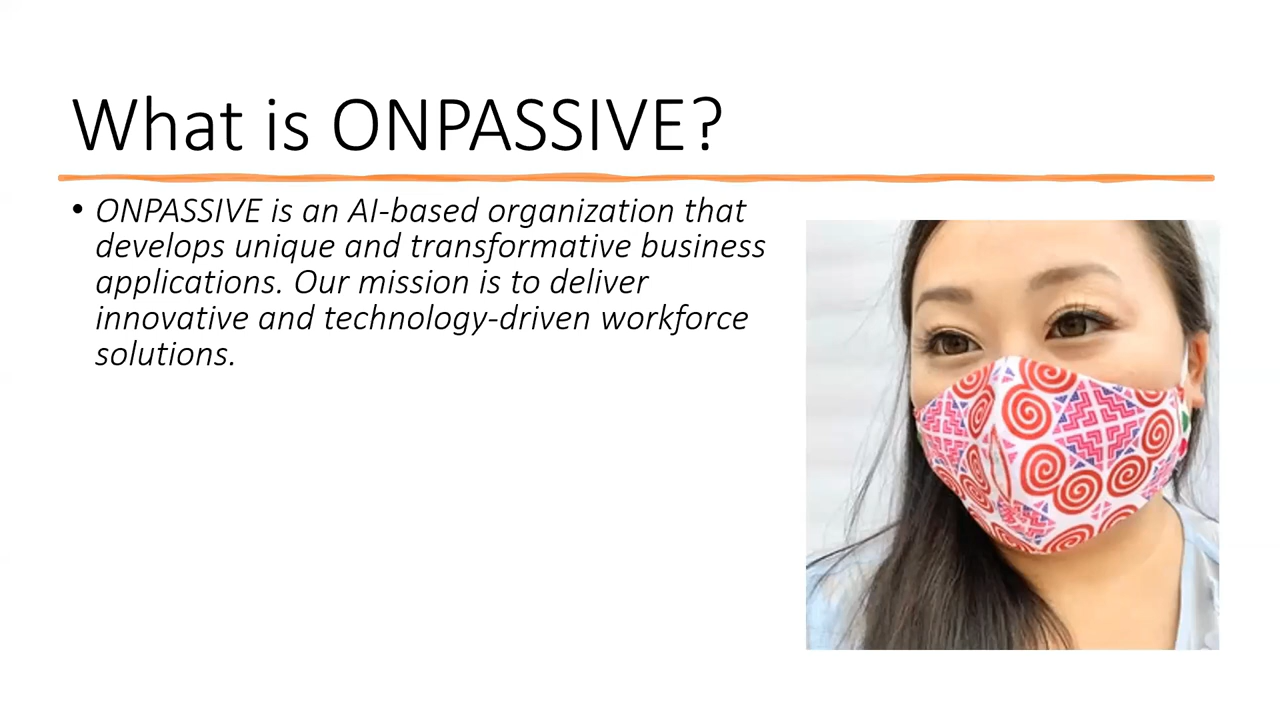 What is ONPASSIVE?
• ONPASSIVE is an AI-based organization that
develops unique and transformative business
applications. Our mission is to deliver
innovative and technology-driven workforce
solutions.